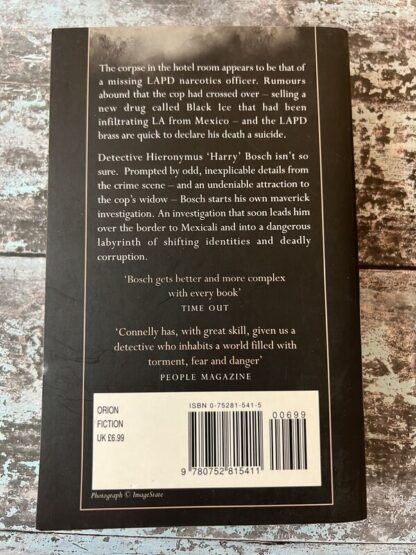 The corpse in the hotel room appears to be that of
a missing LAPD narcotics officer. Rumours
abound that the cop had crossed over – selling a
new drug called Black Ice that had been
infiltrating LA from Mexico – and the LAPD
brass are quick to declare his death a suicide.
Detective Hieronymus ‘Harry’ Bosch isn’t so
sure. Prompted by odd, inexplicable details from
the crime scene – and an undeniable attraction to
the cop’s widow – Bosch starts his own maverick
investigation. An investigation that soon leads him
over the border to Mexicali and into a dangerous
labyrinth of shifting identities and deadly
corruption.
‘Bosch gets better and more complex
with every book’
TIME OUT
‘Connelly has, with great skill, given us a
detective who inhabits a world filled with
torment, fear and danger’
PEOPLE MAGAZINE
ORION
FICTION
UK £6.99
ISBN 0-75281-541-5
00699
9 780752 815411
Photograph © ImageState